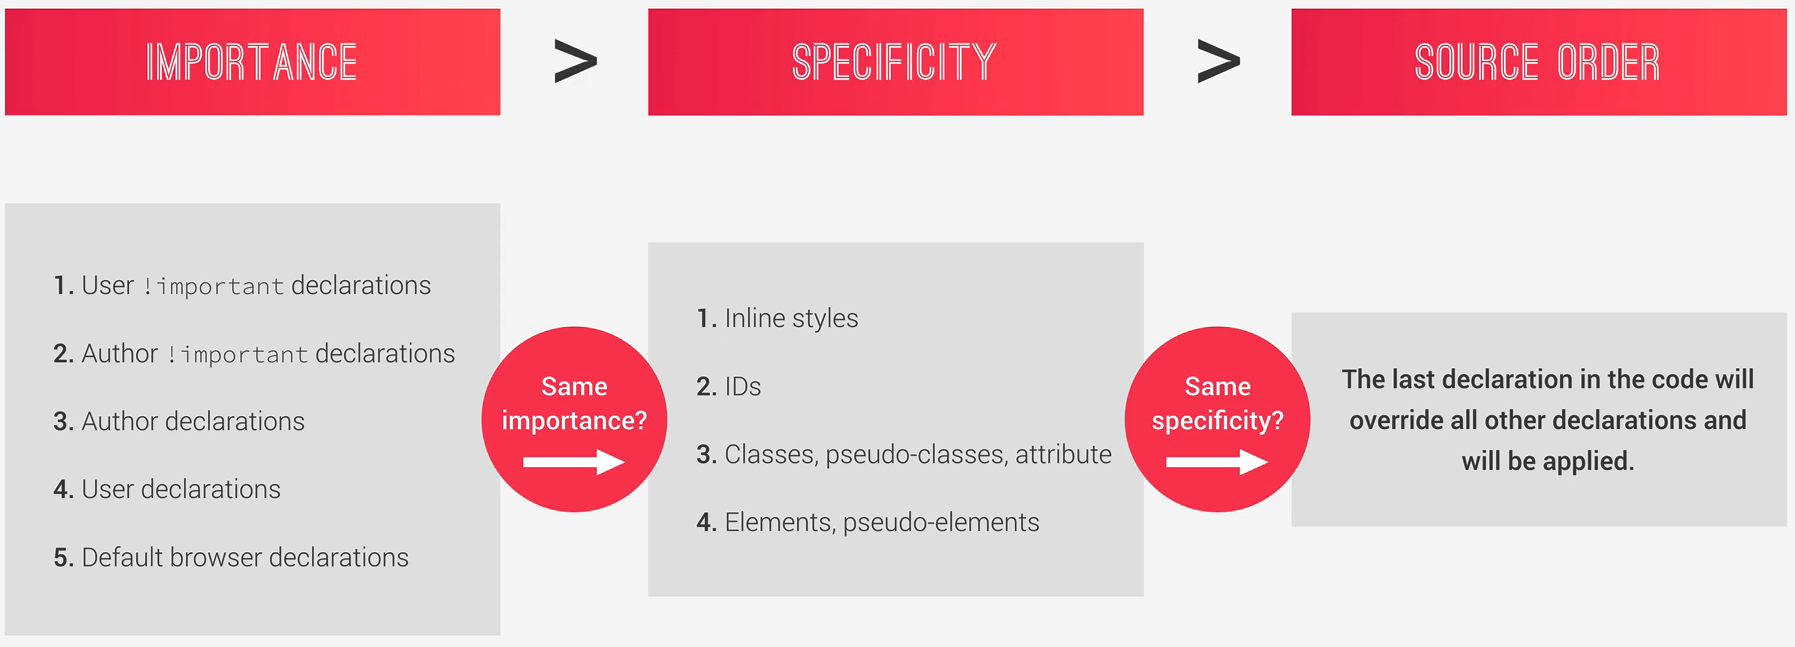 IMPORTANCE
>
SPECIFICITY
>
SOURCE ORDER
1. User !important declarations
2. Author !important declarations
3. Author declarations
4. User declarations
5. Default browser declarations
Same
importance?
1. Inline styles
2. IDs
3. Classes, pseudo-classes, attribute
4. Elements, pseudo-elements
Same
specificity?
The last declaration in the code will
override all other declarations and
will be applied.